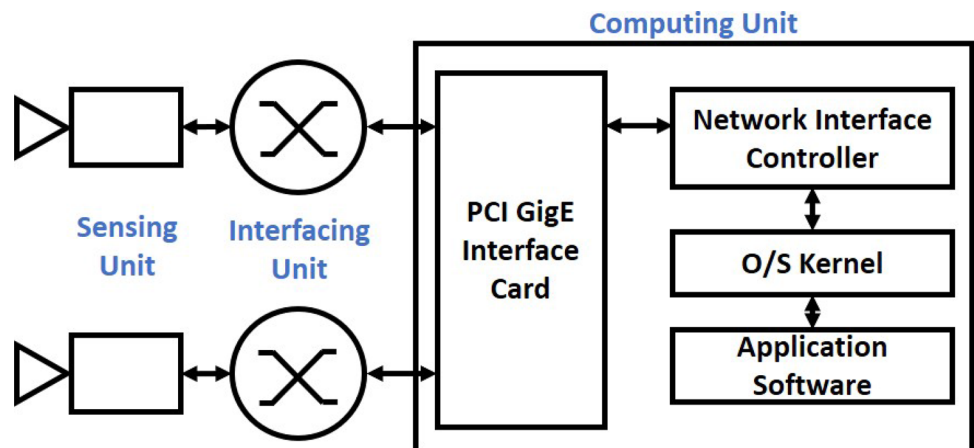 Computing Unit
Sensing
Unit
Interfacing
Unit
PCI GigE
Interface
Card
Network Interface
Controller
O/S Kernel
Application
Software